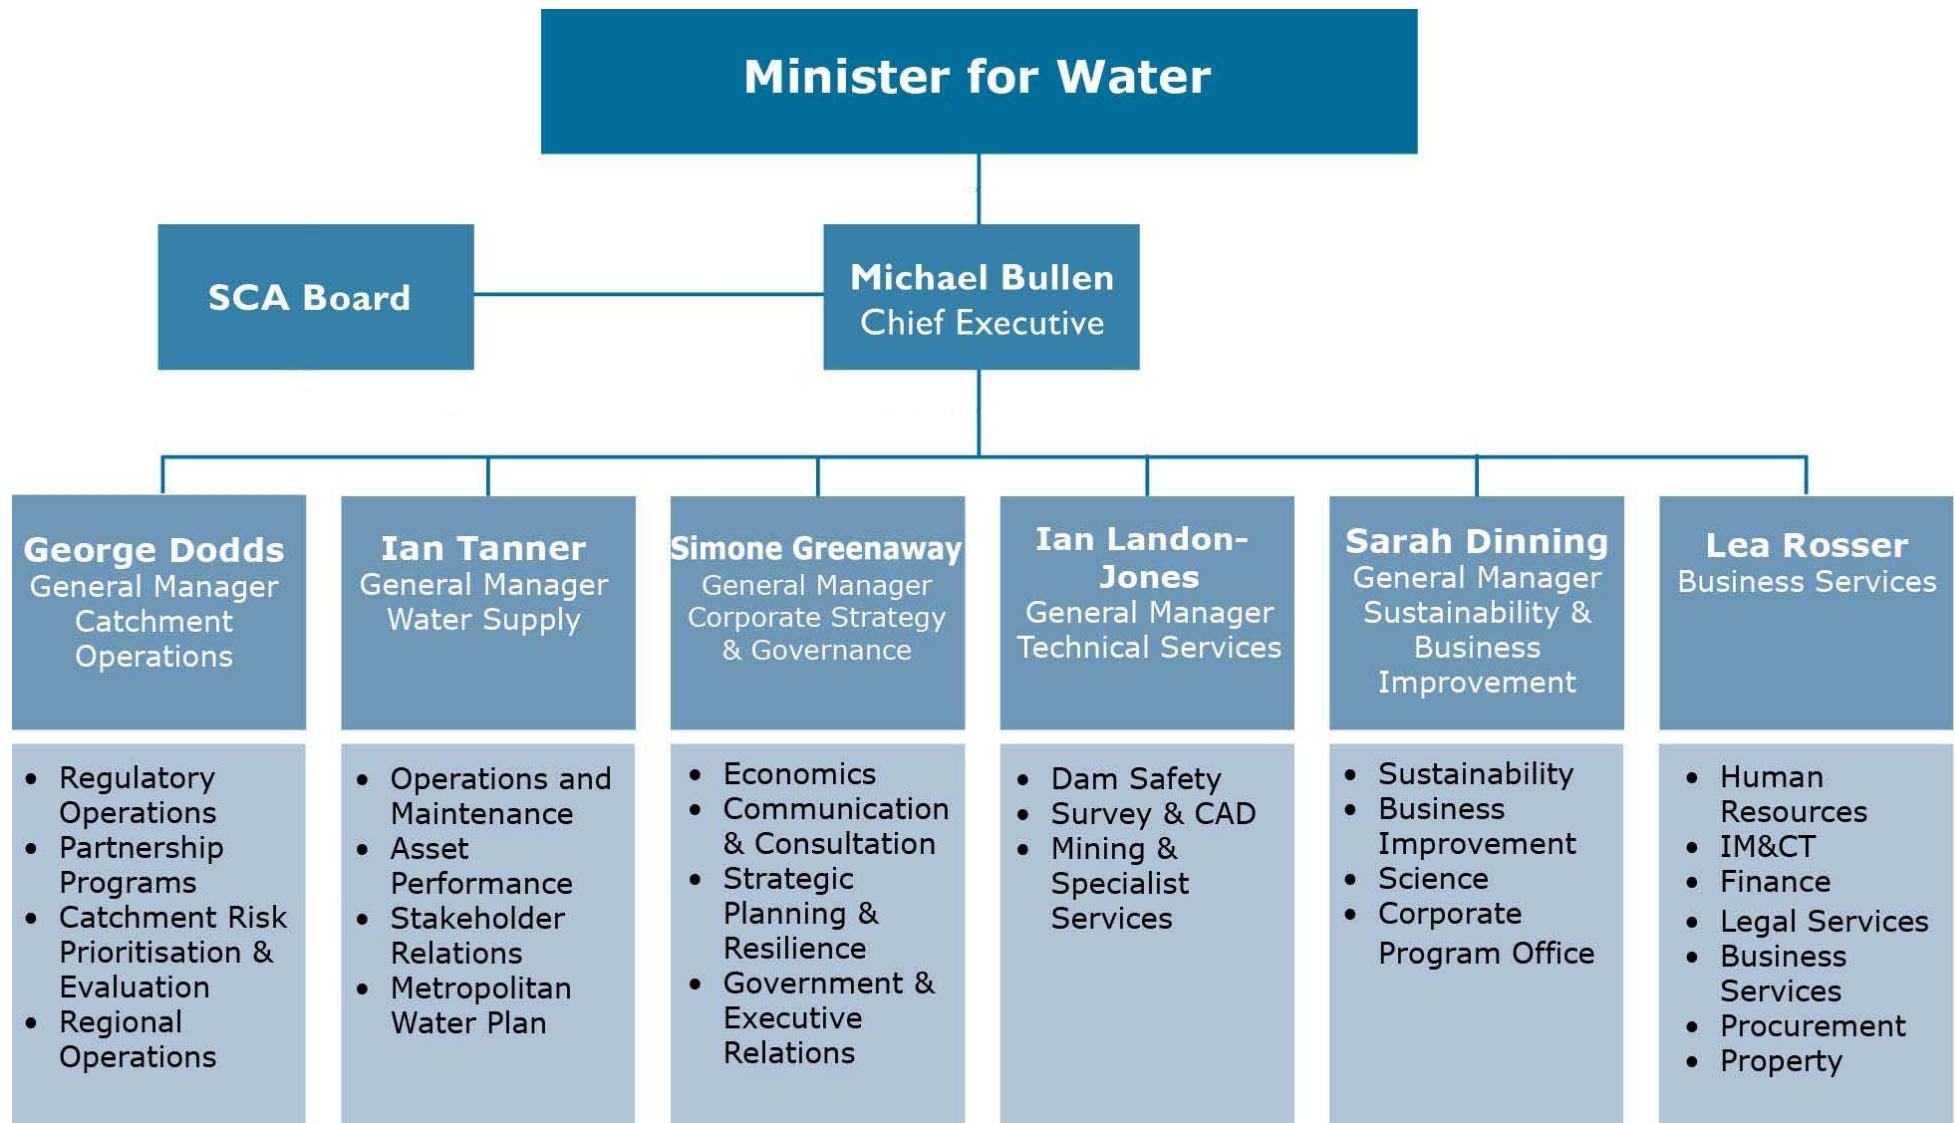 Minister for Water
SCA Board
Michael Bullen
Chief Executive
George Dodds
General Manager
Catchment
Operations
Ian Tanner
General Manager
Water Supply
Simone Greenaway
General Manager
Corporate Strategy
& Governance
Ian Landon-
Jones
General Manager
Technical Services
Sarah Dinning
General Manager
Sustainability &
Business
Improvement
Lea Rosser
Business Services
• Regulatory
Operations
• Partnership
Programs
• Catchment Risk
Prioritisation &
Evaluation
• Regional
Operations
• Operations and
Maintenance
• Asset
Performance
• Stakeholder
Relations
• Metropolitan
Water Plan
• Economics
• Communication
& Consultation
• Strategic
Planning &
Resilience
• Government &
Executive
Relations
• Dam Safety
• Survey & CAD
• Mining &
Specialist
Services
• Sustainability
• Business
Improvement
• Science
• Corporate
Program Office
• Human
Resources
• IM&CT
• Finance
• Legal Services
• Business
Services
• Procurement
• Property